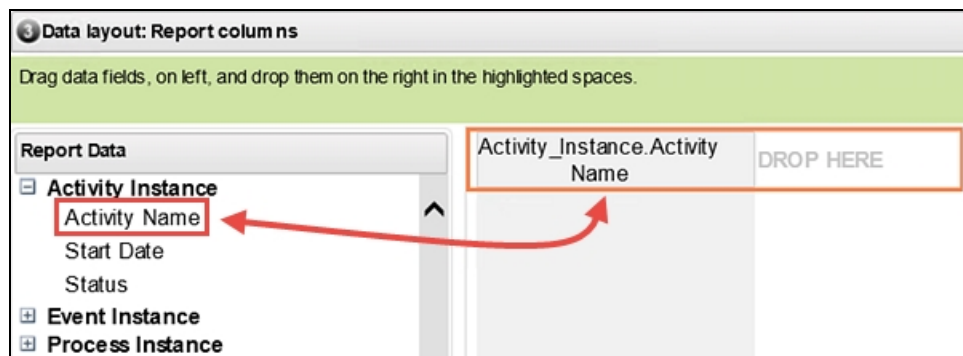 3 Data layout: Report columns
Drag data fields, on left, and drop them on the right in the highlighted spaces.
Report Data
Activity Instance
Activity Name
Start Date
Status
Event Instance
Process Instance
Activity_Instance.Activity
Name
DROP HERE